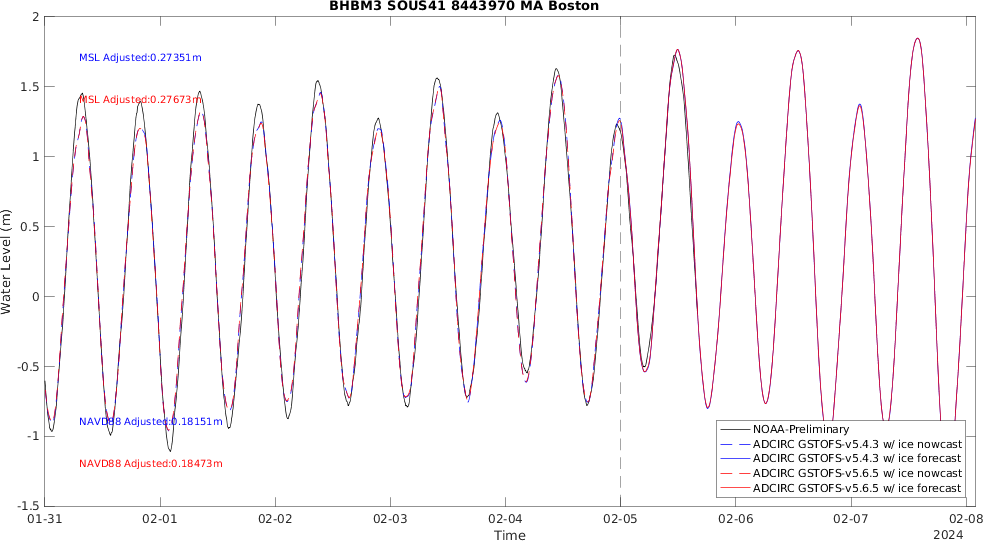 BHBM3 SOUS41 8443970 MA Boston
2
MSL Adjusted:0.27351m
1.5
MSL Adjusted:0.27673m
1
0.5
Water Level (m)
0
-0.5
NAVD88 Adjusted:0.18151m
-1
NAVD88 Adjusted:0.18473m
-1.5
NOAA-Preliminary
ADCIRC GSTOFS-v5.4.3 w/ ice nowcast
ADCIRC GSTOFS-v5.4.3 w/ ice forecast
ADCIRC GSTOFS-v5.6.5 w/ ice nowcast
ADCIRC GSTOFS-v5.6.5 w/ ice forecast
01-31 02-01 02-02 02-03 02-04 02-05 02-06 02-07 02-08
Time
2024